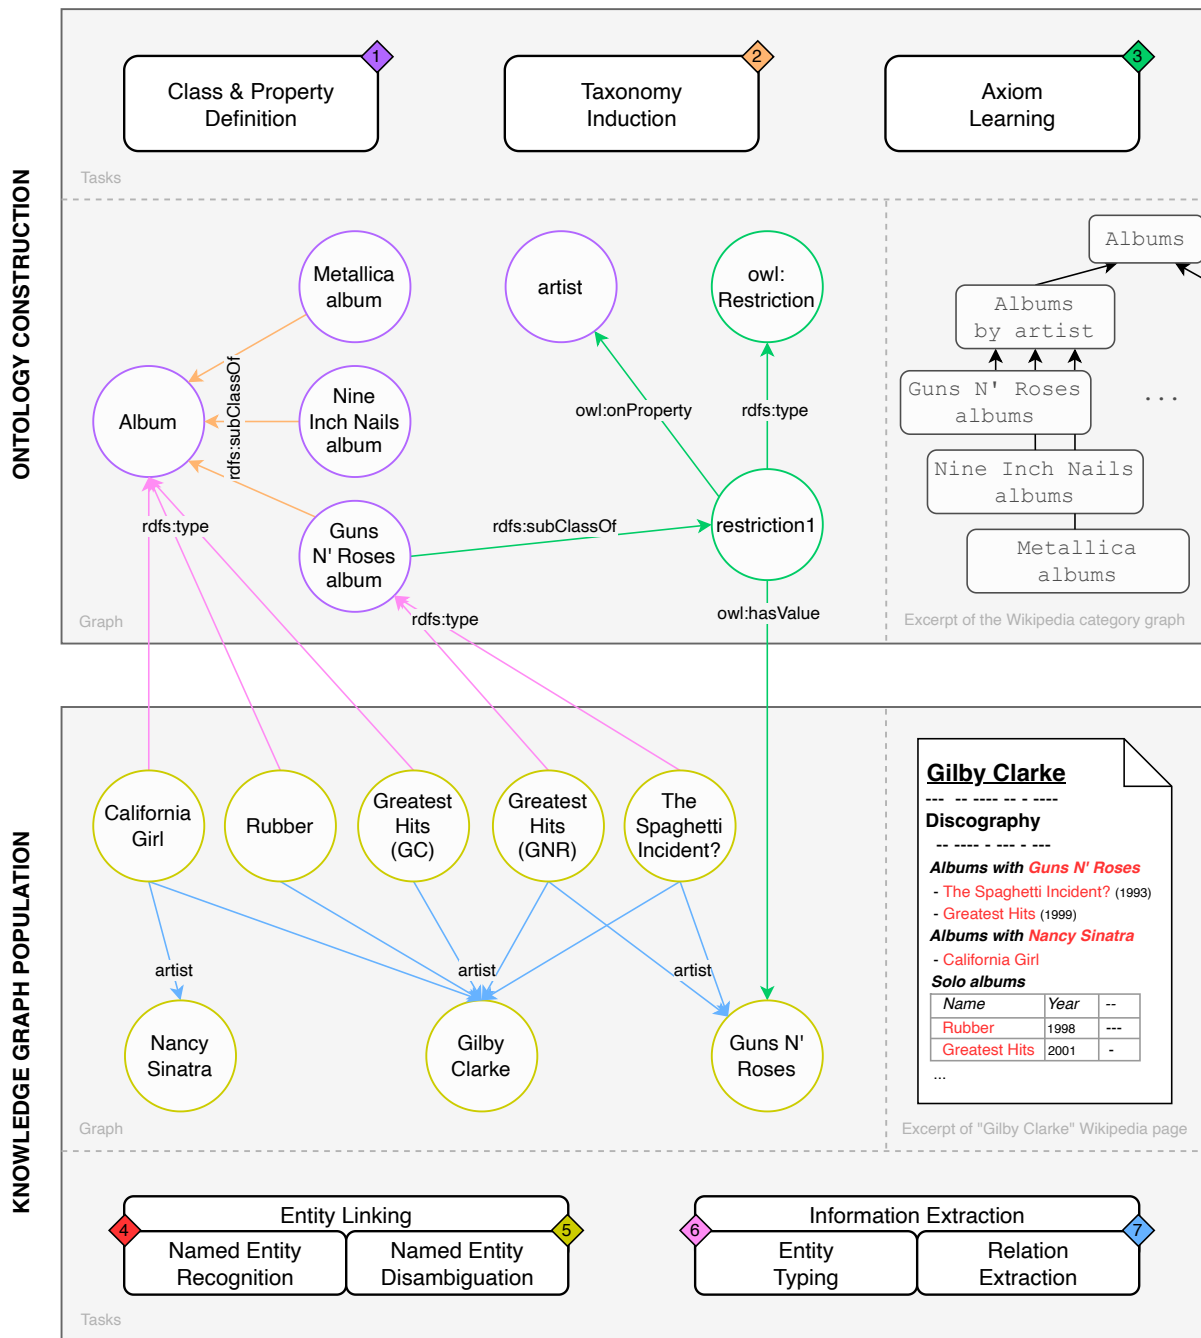 ONTOLOGY CONSTRUCTION
1
Class & Property
Definition
2
Taxonomy
Induction
3
Axiom
Learning
Tasks
Metallica
album
artist
owl:
Restriction
Album
rdfs:subClassOf
Nine
Inch Nails
album
owl:onProperty
rdfs:type
rdfs:type
Guns
N' Roses
album
rdfs:subClassOf
restriction1
rdfs:type
owl:hasValue
Graph
Albums
Albums
by artist
Guns N' Roses
albums
. . .
Nine Inch Nails
albums
Metallica
albums
Excerpt of the Wikipedia category graph
KNOWLEDGE GRAPH POPULATION
California
Girl
Rubber
Greatest
Hits
(GC)
Greatest
Hits
(GNR)
The
Spaghetti
Incident?
artist
artist
artist
Nancy
Sinatra
Gilby
Clarke
Guns N'
Roses
Graph
Gilby Clarke
--- -- ---- -- - ----
Discography
-- ---- - --- - ---
Albums with Guns N' Roses
- The Spaghetti Incident? (1993)
- Greatest Hits (1999)
Albums with Nancy Sinatra
- California Girl
Solo albums
Name Year --
Rubber 1998 ---
Greatest Hits 2001 -
...
Excerpt of "Gilby Clarke" Wikipedia page
Entity Linking
4
5
Named Entity
Recognition
Named Entity
Disambiguation
Information Extraction
6
7
Entity
Typing
Relation
Extraction
Tasks